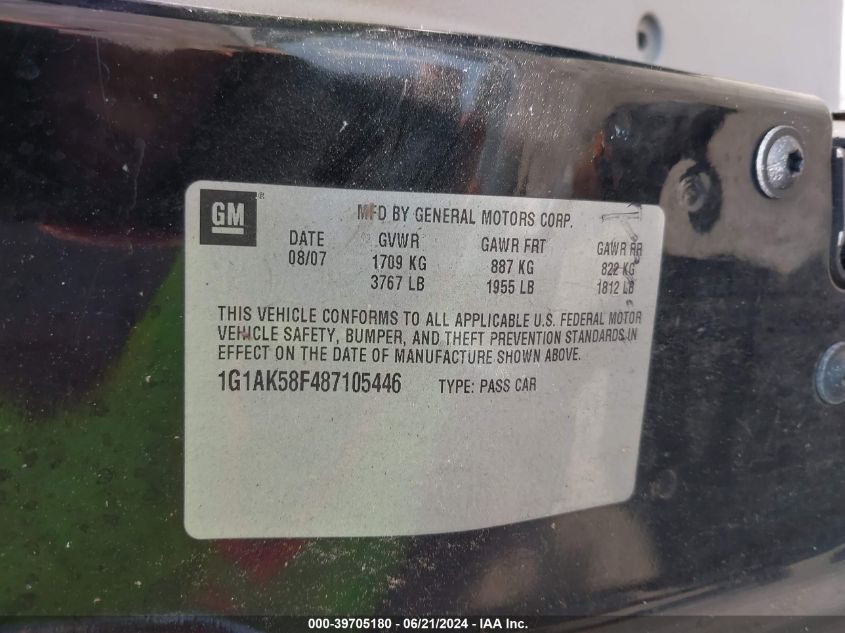 GM ®
MFD BY GENERAL MOTORS CORP.
DATE GVWR GAWR FRT GAWR RR
08/07 1709 KG 887 KG 822 KG
3767 LB 1955 LB 1812 LB
THIS VEHICLE CONFORMS TO ALL APPLICABLE U.S. FEDERAL MOTOR
VEHICLE SAFETY, BUMPER, AND THEFT PREVENTION STANDARDS IN
EFFECT ON THE DATE OF MANUFACTURE SHOWN ABOVE.
1G1AK58F487105446 TYPE: PASS CAR
000-39705180 - 06/21/2024 - IAA Inc.